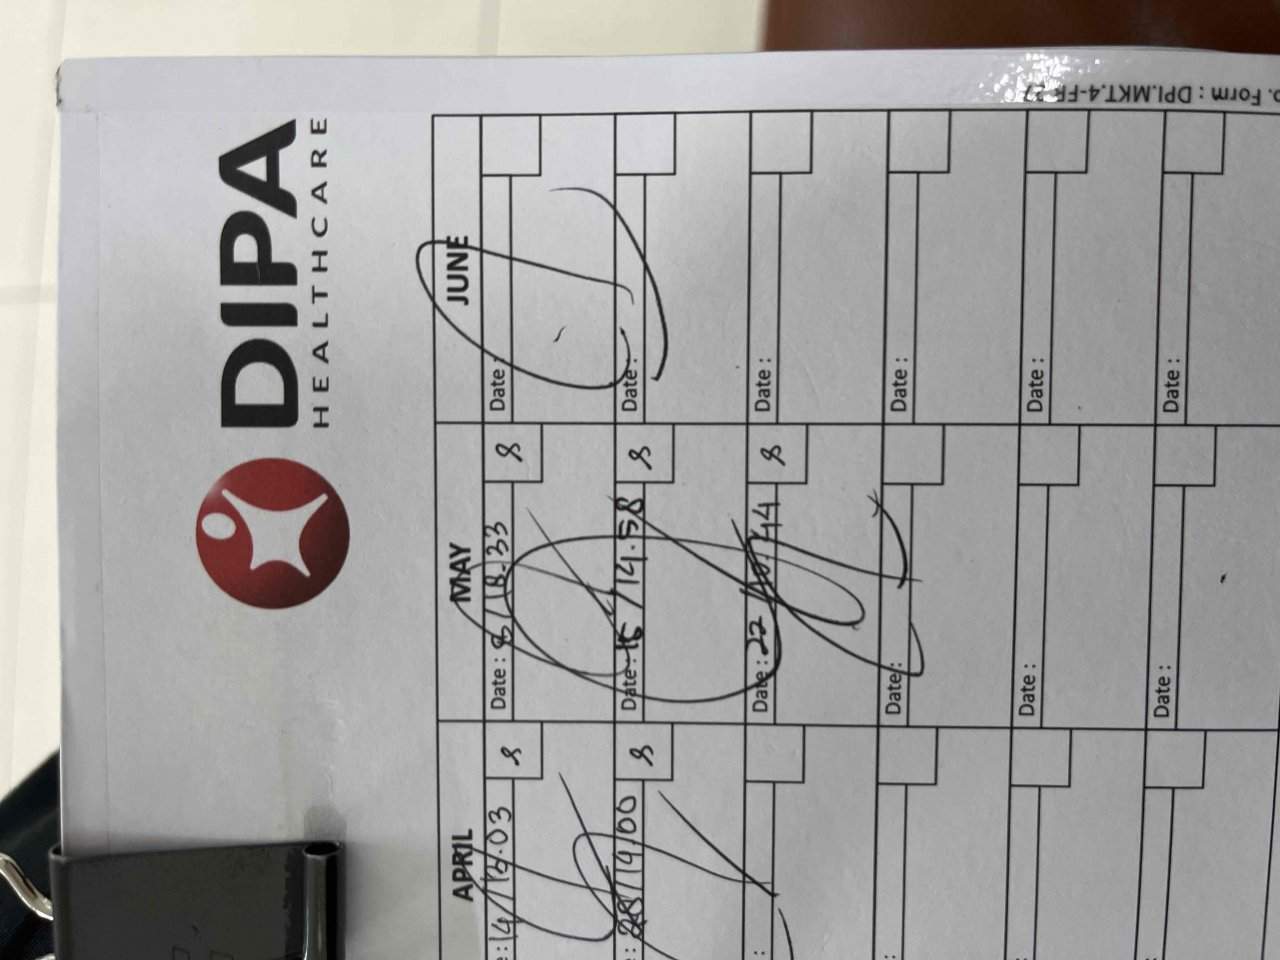 DIPA
HEALTHCARE
. Form : DPI.MKT.4-FF-27
APRIL MAY JUNE
14/15.03 8 Date : 8/18.33 8 Date :
28/19.00 8 Date : 15/14.58 8 Date :
: Date : 22 44 8 Date :
: Date : Date :
Date : Date :
Date : Date :